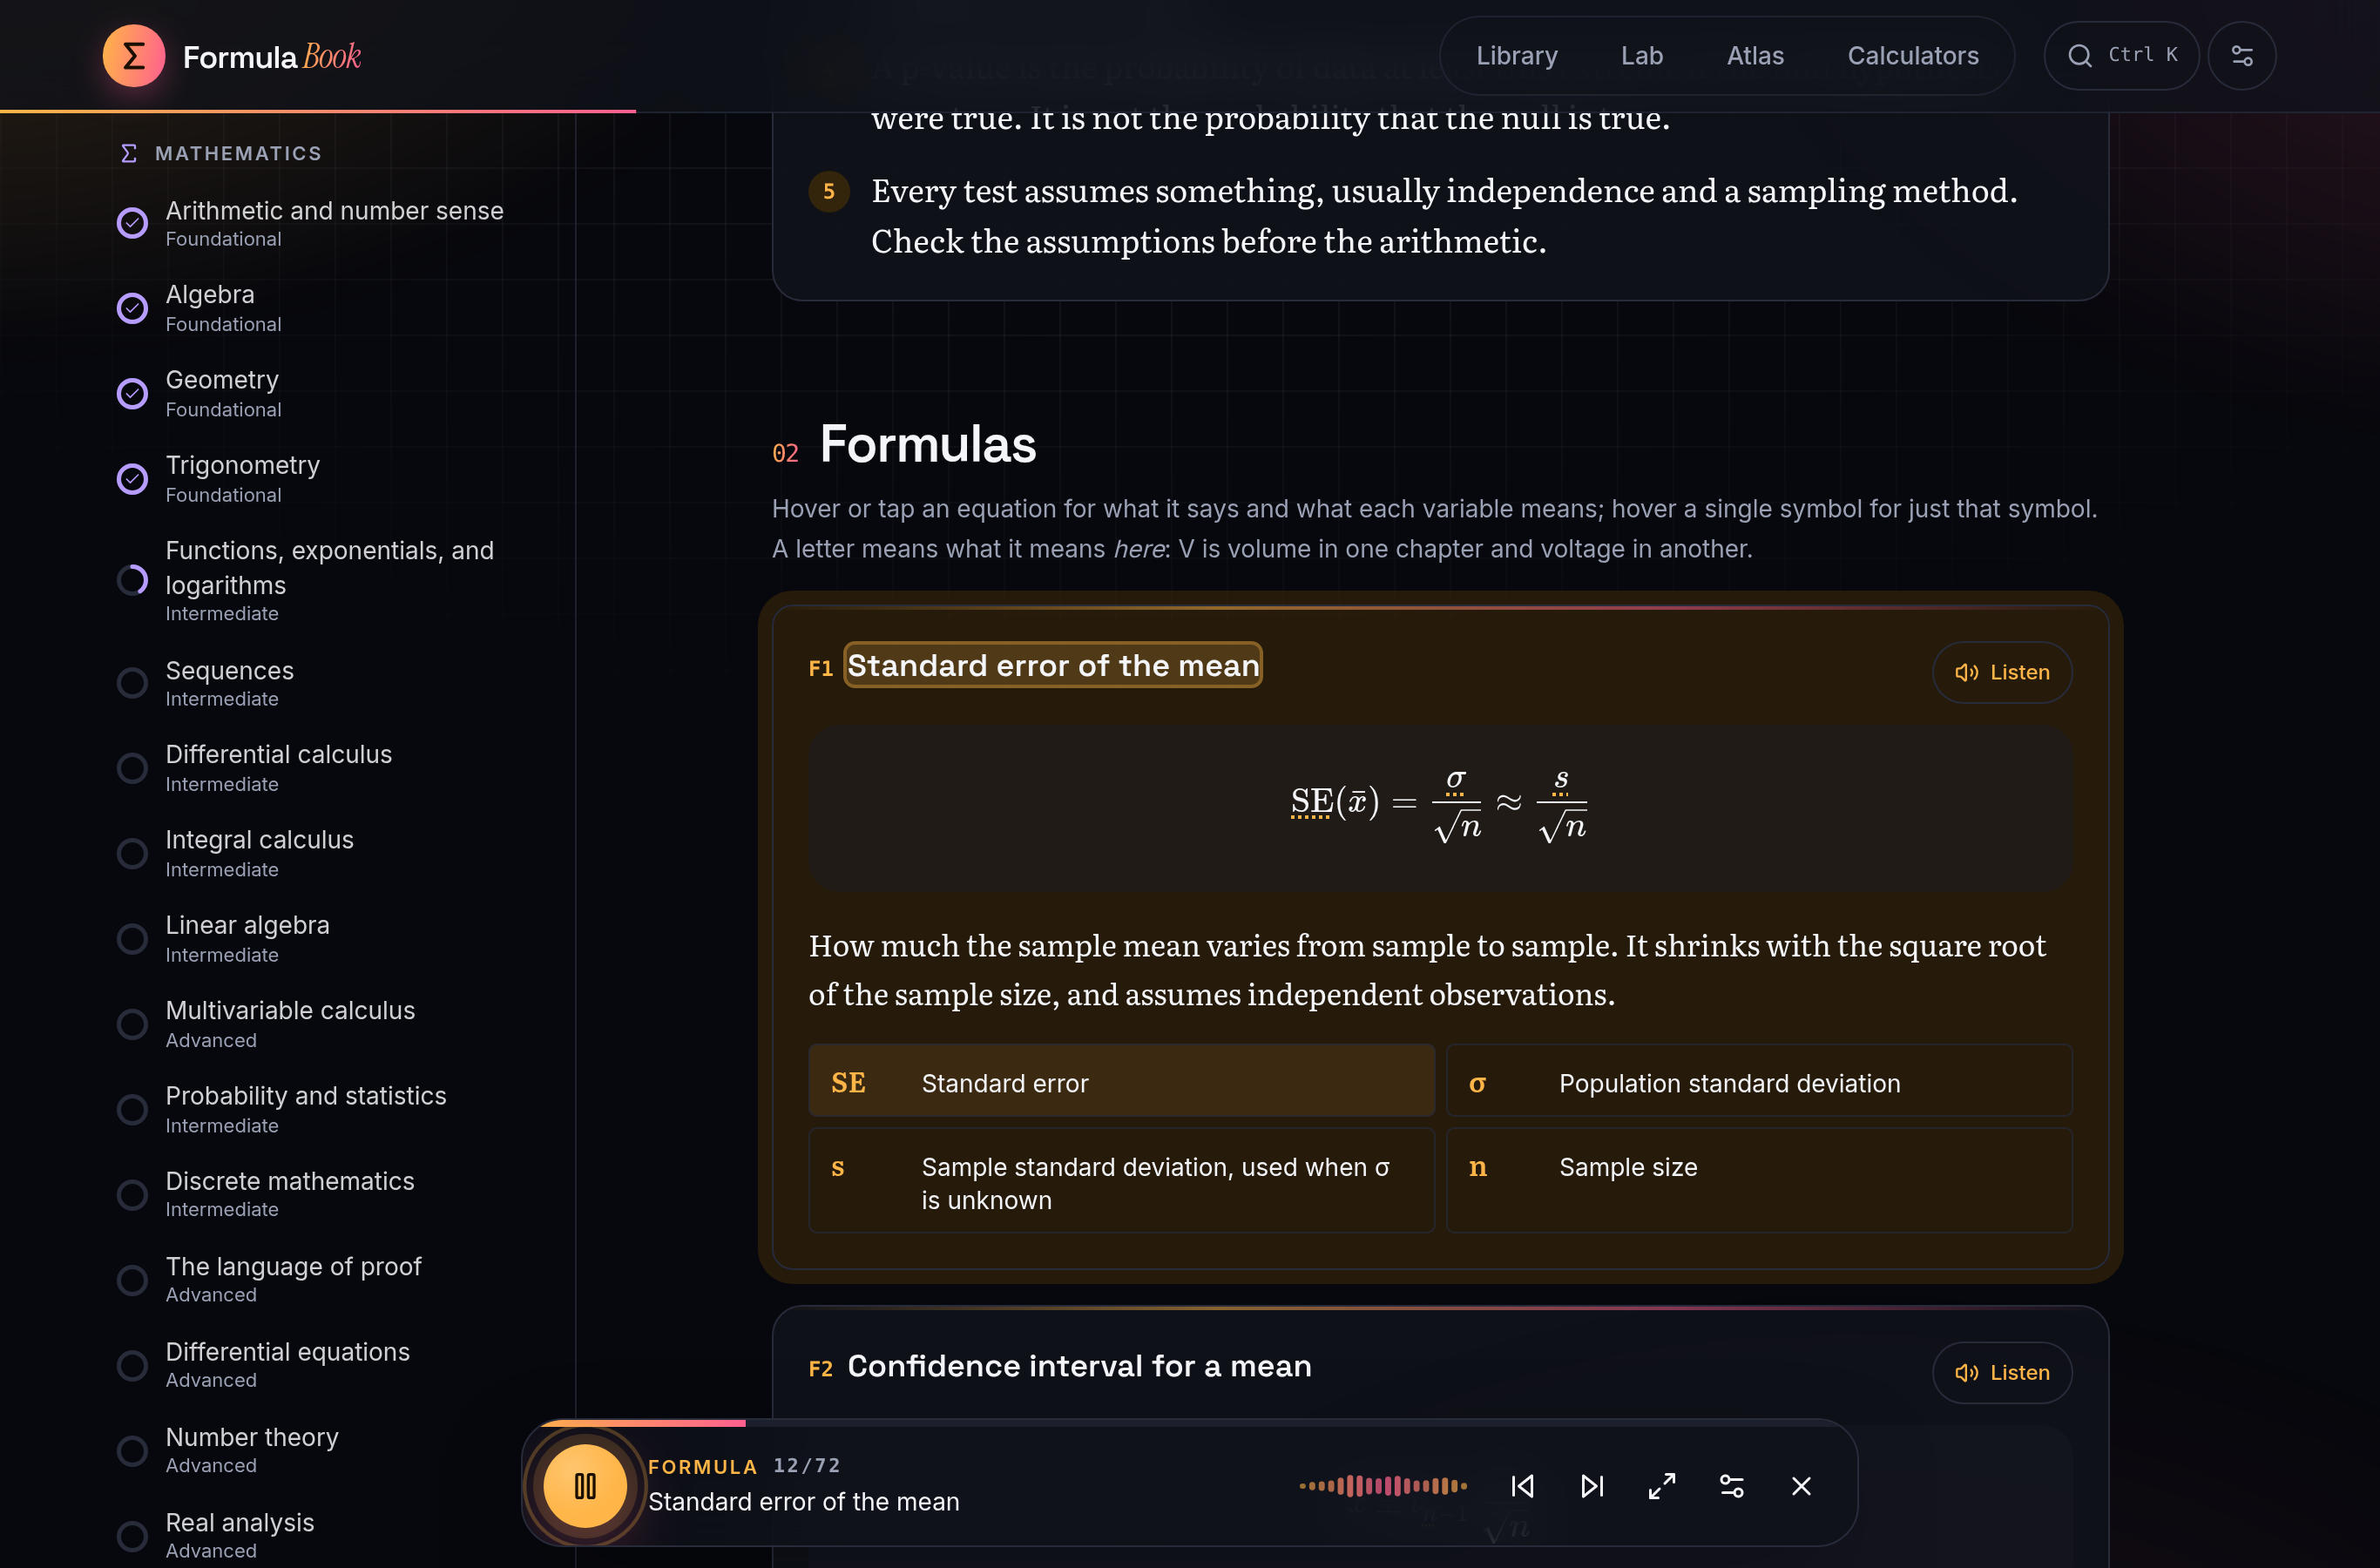 Formula Book
Library
Lab
Atlas
Calculators
Ctrl K
MATHEMATICS
Arithmetic and number sense
Foundational
Algebra
Foundational
Geometry
Foundational
Trigonometry
Foundational
Functions, exponentials, and
logarithms
Intermediate
Sequences
Intermediate
Differential calculus
Intermediate
Integral calculus
Intermediate
Linear algebra
Intermediate
Multivariable calculus
Advanced
Probability and statistics
Intermediate
Discrete mathematics
Intermediate
The language of proof
Advanced
Differential equations
Advanced
Number theory
Advanced
Real analysis
Advanced
A p-value is the probability of data at
were true. It is not the probability that the null is true.
5 Every test assumes something, usually independence and a sampling method.
Check the assumptions before the arithmetic.
02 Formulas
Hover or tap an equation for what it says and what each variable means; hover a single symbol for just that symbol.
A letter means what it means here: V is volume in one chapter and voltage in another.
F1 Standard error of the mean
Listen
SE(x̄) = σ/√n ≈ s/√n
How much the sample mean varies from sample to sample. It shrinks with the square root
of the sample size, and assumes independent observations.
SE Standard error
σ Population standard deviation
s Sample standard deviation, used when σ
is unknown
n Sample size
F2 Confidence interval for a mean
Listen
FORMULA 12/72
Standard error of the mean